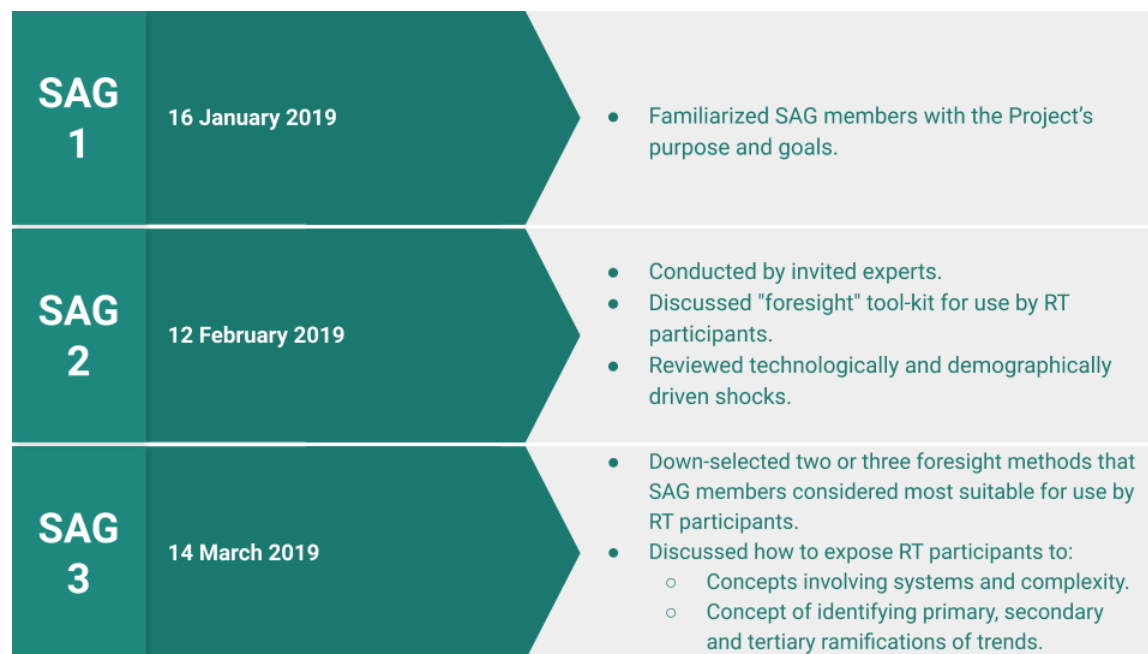 SAG
1
16 January 2019
● Familiarized SAG members with the Project's
purpose and goals.
SAG
2
12 February 2019
● Conducted by invited experts.
● Discussed "foresight" tool-kit for use by RT
participants.
● Reviewed technologically and demographically
driven shocks.
SAG
3
14 March 2019
● Down-selected two or three foresight methods that
SAG members considered most suitable for use by
RT participants.
● Discussed how to expose RT participants to:
○ Concepts involving systems and complexity.
○ Concept of identifying primary, secondary
and tertiary ramifications of trends.